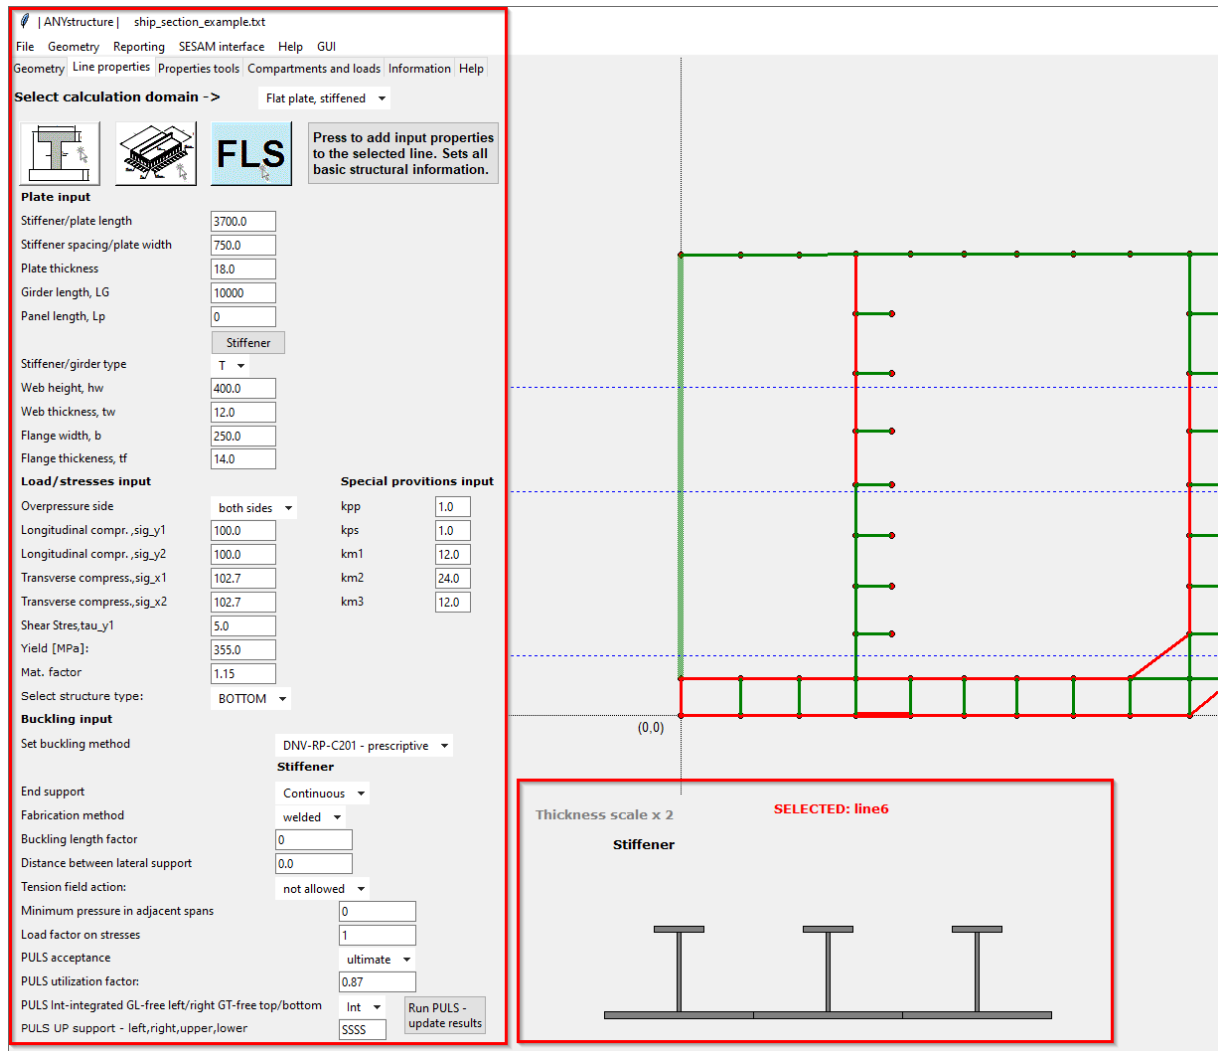 | ANYstructure |    ship_section_example.txt
File Geometry Reporting SESAM interface Help GUI
Geometry Line properties Properties tools Compartments and loads Information Help
Select calculation domain -> Flat plate, stiffened
FLS
Press to add input properties
to the selected line. Sets all
basic structural information.
Plate input
Stiffener/plate length 3700.0
Stiffener spacing/plate width 750.0
Plate thickness 18.0
Girder length, LG 10000
Panel length, Lp 0
Stiffener
Stiffener/girder type T
Web height, hw 400.0
Web thickness, tw 12.0
Flange width, b 250.0
Flange thickeness, tf 14.0
Load/stresses input Special provitions input
Overpressure side both sides kpp 1.0
Longitudinal compr. ,sig_y1 100.0 kps 1.0
Longitudinal compr. ,sig_y2 100.0 km1 12.0
Transverse compress.,sig_x1 102.7 km2 24.0
Transverse compress.,sig_x2 102.7 km3 12.0
Shear Stres,tau_y1 5.0
Yield [MPa]: 355.0
Mat. factor 1.15
Select structure type: BOTTOM
Buckling input
Set buckling method DNV-RP-C201 - prescriptive
Stiffener
End support Continuous
Fabrication method welded
Buckling length factor 0
Distance between lateral support 0.0
Tension field action: not allowed
Minimum pressure in adjacent spans 0
Load factor on stresses 1
PULS acceptance ultimate
PULS utilization factor: 0.87
PULS Int-integrated GL-free left/right GT-free top/bottom Int
PULS UP support - left,right,upper,lower SSSS
Run PULS -
update results
(0,0)
Thickness scale x 2
SELECTED: line6
Stiffener